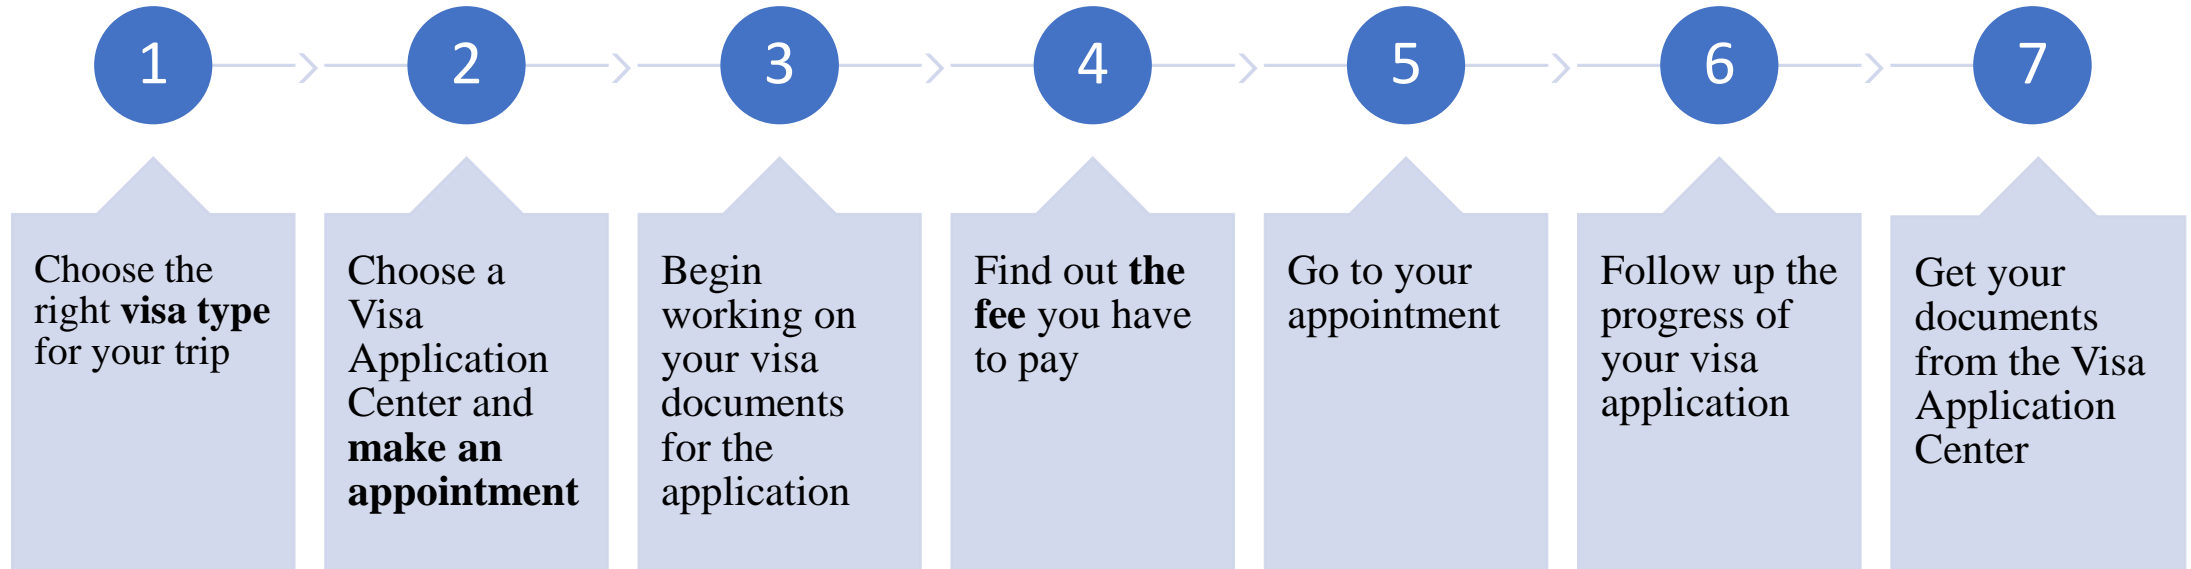 1
2
3
4
5
6
7
Choose the
right visa type
for your trip
Choose a
Visa
Application
Center and
make an
appointment
Begin
working on
your visa
documents
for the
application
Find out the
fee you have
to pay
Go to your
appointment
Follow up the
progress of
your visa
application
Get your
documents
from the Visa
Application
Center